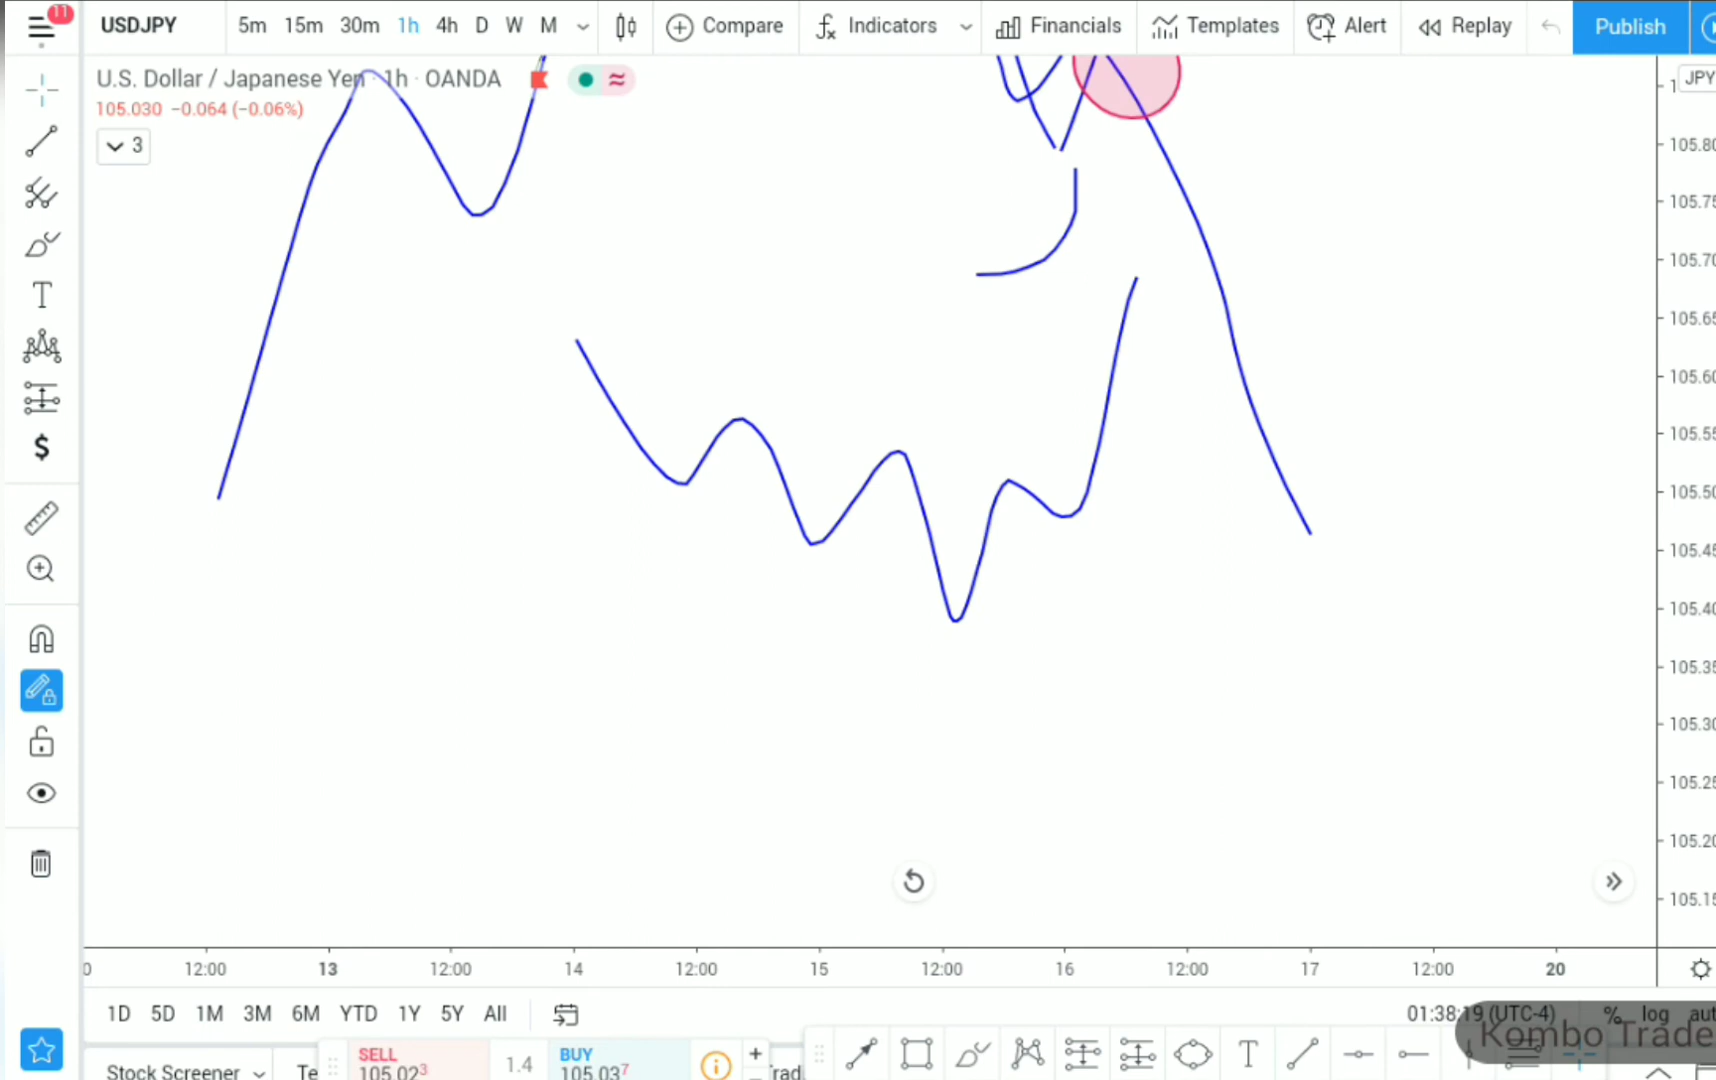 11
USDJPY 5m 15m 30m 1h 4h D W M Compare Indicators Financials Templates Alert Replay Publish
U.S. Dollar / Japanese Yen · 1h · OANDA
105.030 −0.064 (−0.06%)
3
JPY
105.80
105.75
105.70
105.65
105.60
105.55
105.50
105.45
105.40
105.35
105.30
105.25
105.20
105.15
0 12:00 13 12:00 14 12:00 15 12:00 16 12:00 17 12:00 20
1D 5D 1M 3M 6M YTD 1Y 5Y All 01:38:19 (UTC-4) % log aut
Kombo Trade
SELL
105.023
1.4
BUY
105.037
Stock Screener Te Trad